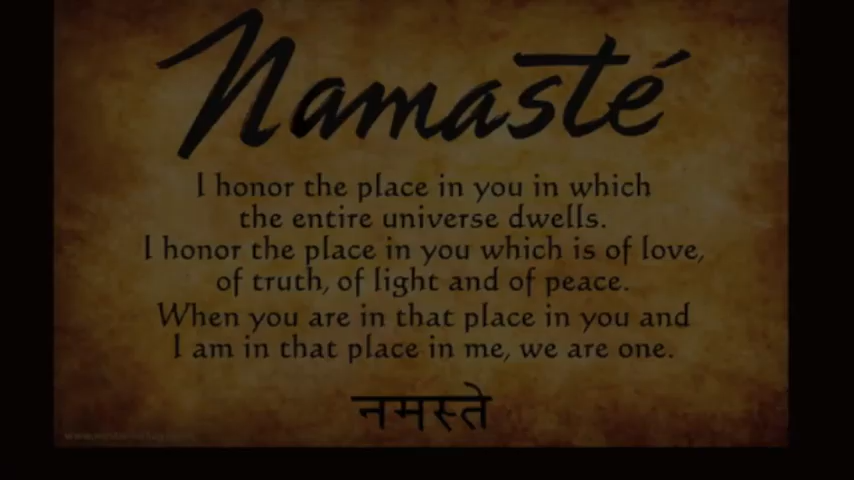 Namasté
I honor the place in you in which
the entire universe dwells.
I honor the place in you which is of love,
of truth, of light and of peace.
When you are in that place in you and
I am in that place in me, we are one.
नमस्ते